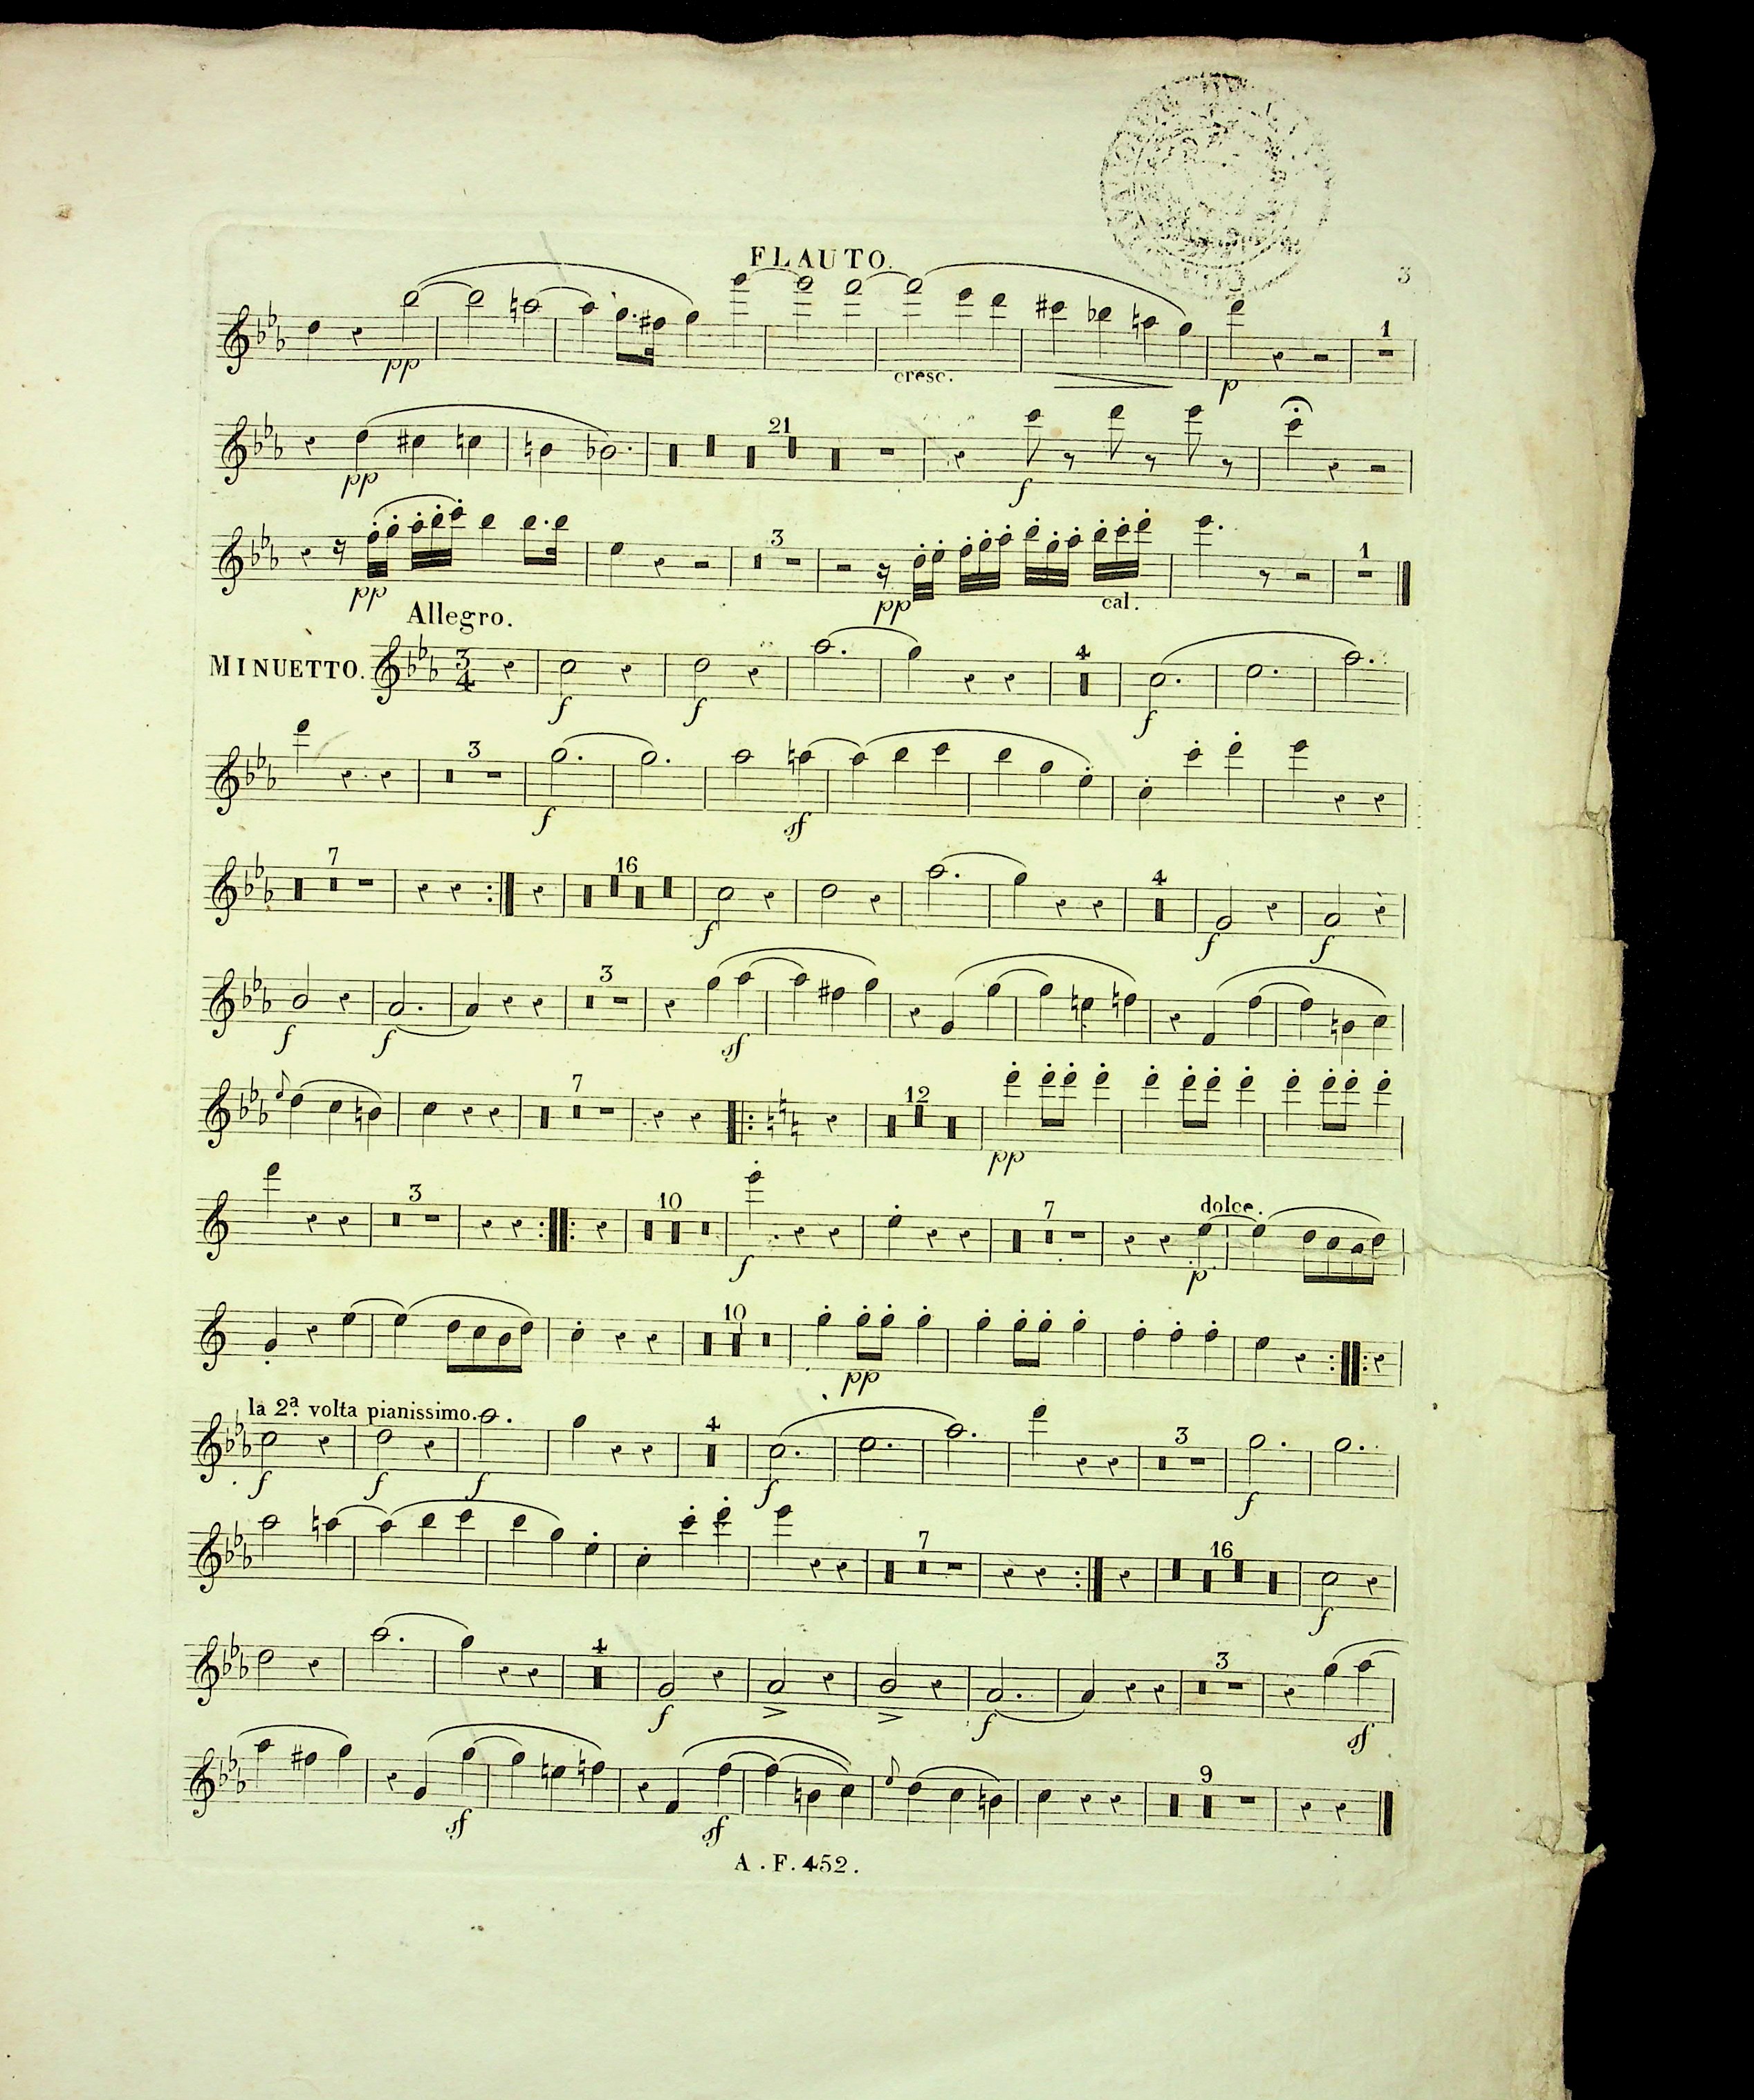 FLAUTO.
3
pp
cresc.
p
1
pp
21
f
pp
3
pp
cal.
1
Allegro.
MINUETTO.
3
4
f
f
4
f
3
f
sf
7
16
f
4
f
f
f
f
3
sf
7
12
pp
3
10
f
7
dolce.
p
10
pp
la 2ª. volta pianissimo.
f
f
f
4
f
3
f
7
16
f
4
f
f
3
sf
sf
sf
9
A.F.452.